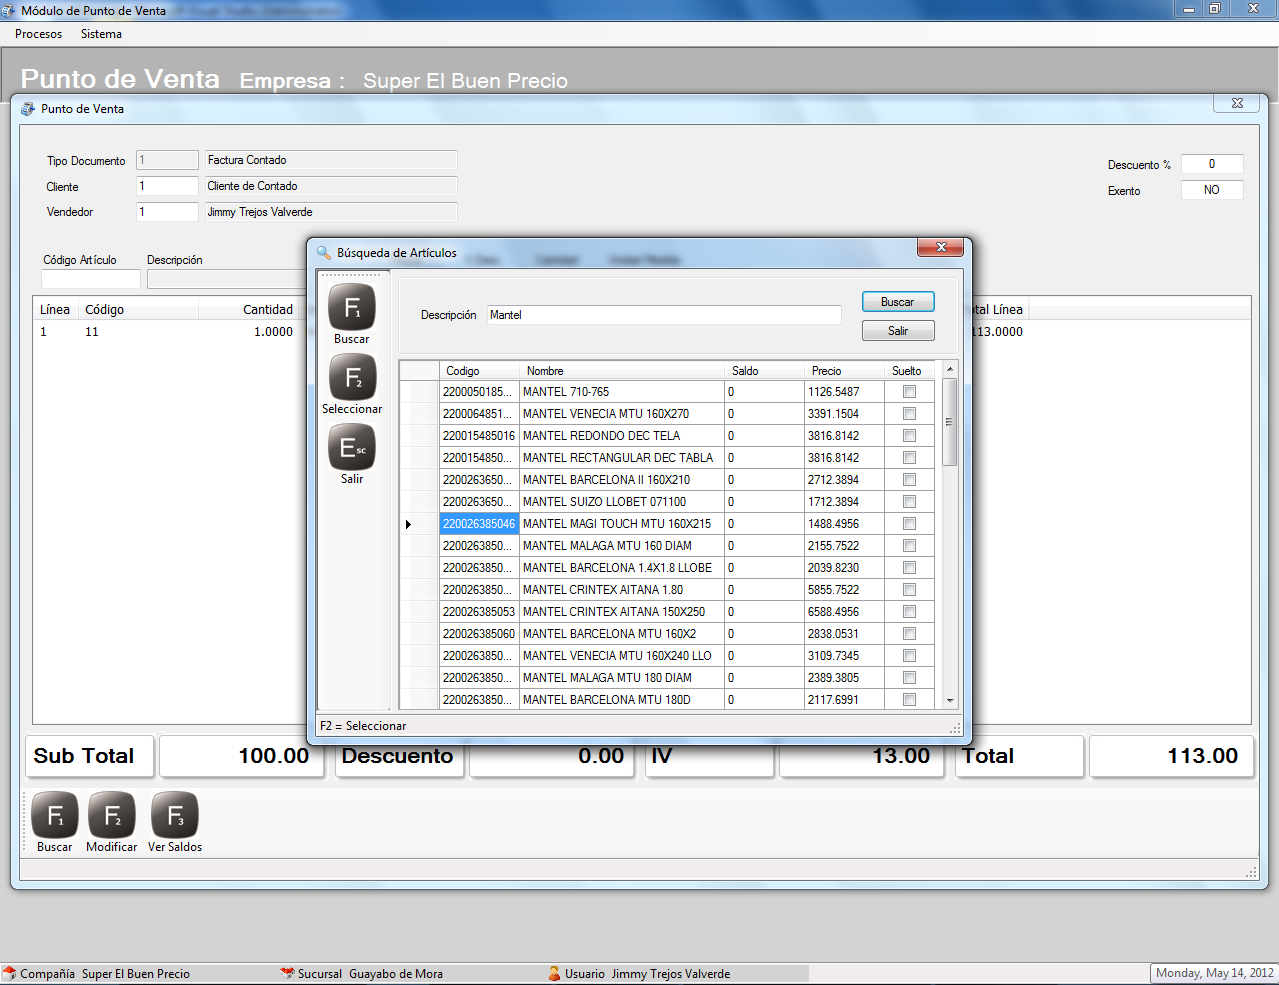 Módulo de Punto de Venta
Procesos Sistema
Punto de Venta Empresa : Super El Buen Precio
Punto de Venta
Tipo Documento 1 Factura Contado
Descuento % 0
Cliente 1 Cliente de Contado
Exento NO
Vendedor 1 Jimmy Trejos Valverde
Código Artículo Descripción
Línea Código Cantidad tal Línea
1 11 1.0000 113.0000
Búsqueda de Artículos
F1
Buscar
F2
Seleccionar
Esc
Salir
Descripción Mantel
Buscar
Salir
Codigo Nombre Saldo Precio Suelto
2200050185... MANTEL 710-765 0 1126.5487
2200064851... MANTEL VENECIA MTU 160X270 0 3391.1504
220015485016 MANTEL REDONDO DEC TELA 0 3816.8142
2200154850... MANTEL RECTANGULAR DEC TABLA 0 3816.8142
2200263650... MANTEL BARCELONA II 160X210 0 2712.3894
2200263650... MANTEL SUIZO LLOBET 071100 0 1712.3894
220026385046 MANTEL MAGI TOUCH MTU 160X215 0 1488.4956
2200263850... MANTEL MALAGA MTU 160 DIAM 0 2155.7522
2200263850... MANTEL BARCELONA 1.4X1.8 LLOBE 0 2039.8230
2200263850... MANTEL CRINTEX AITANA 1.80 0 5855.7522
220026385053 MANTEL CRINTEX AITANA 150X250 0 6588.4956
220026385060 MANTEL BARCELONA MTU 160X2 0 2838.0531
2200263850... MANTEL VENECIA MTU 160X240 LLO 0 3109.7345
2200263850... MANTEL MALAGA MTU 180 DIAM 0 2389.3805
2200263850... MANTEL BARCELONA MTU 180D 0 2117.6991
F2 = Seleccionar
Sub Total 100.00 Descuento 0.00 IV 13.00 Total 113.00
F1 F2 F3
Buscar Modificar Ver Saldos
Compañía Super El Buen Precio Sucursal Guayabo de Mora Usuario Jimmy Trejos Valverde Monday, May 14, 2012